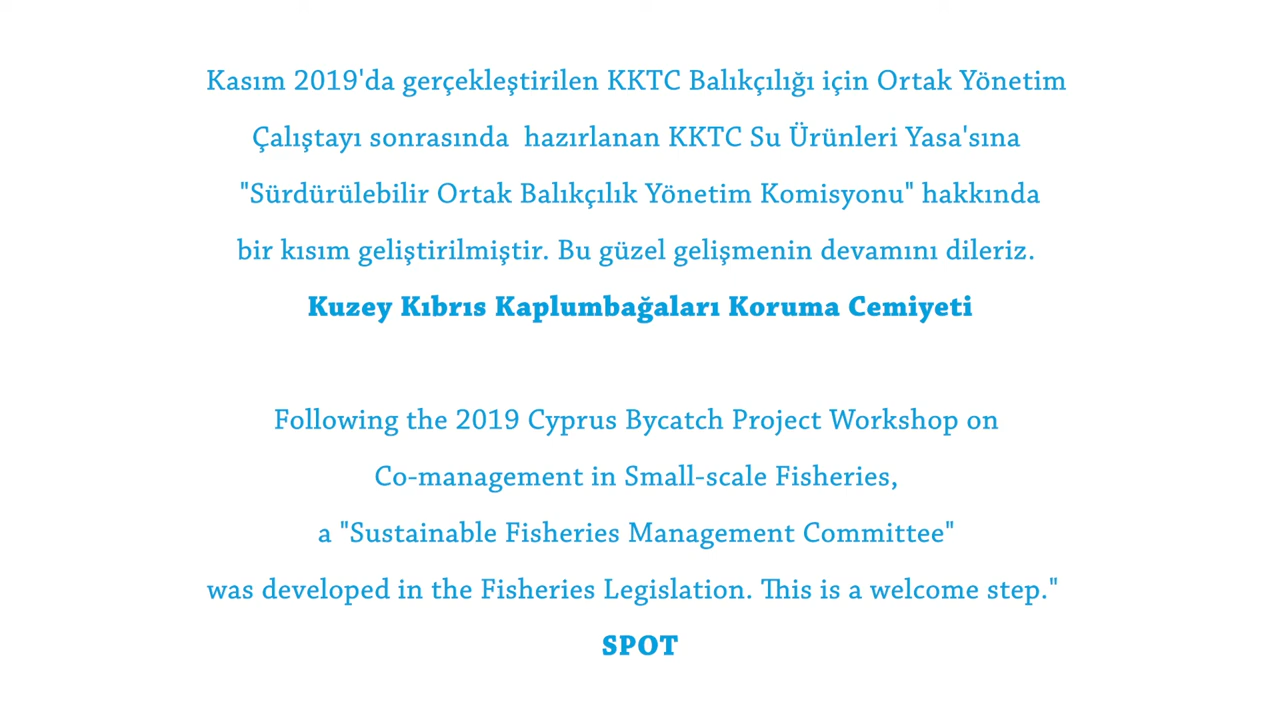 Kasım 2019'da gerçekleştirilen KKTC Balıkçılığı için Ortak Yönetim
Çalıştayı sonrasında  hazırlanan KKTC Su Ürünleri Yasa'sına
"Sürdürülebilir Ortak Balıkçılık Yönetim Komisyonu" hakkında
bir kısım geliştirilmiştir. Bu güzel gelişmenin devamını dileriz.
Kuzey Kıbrıs Kaplumbağaları Koruma Cemiyeti
Following the 2019 Cyprus Bycatch Project Workshop on
Co-management in Small-scale Fisheries,
a "Sustainable Fisheries Management Committee"
was developed in the Fisheries Legislation. This is a welcome step."
SPOT